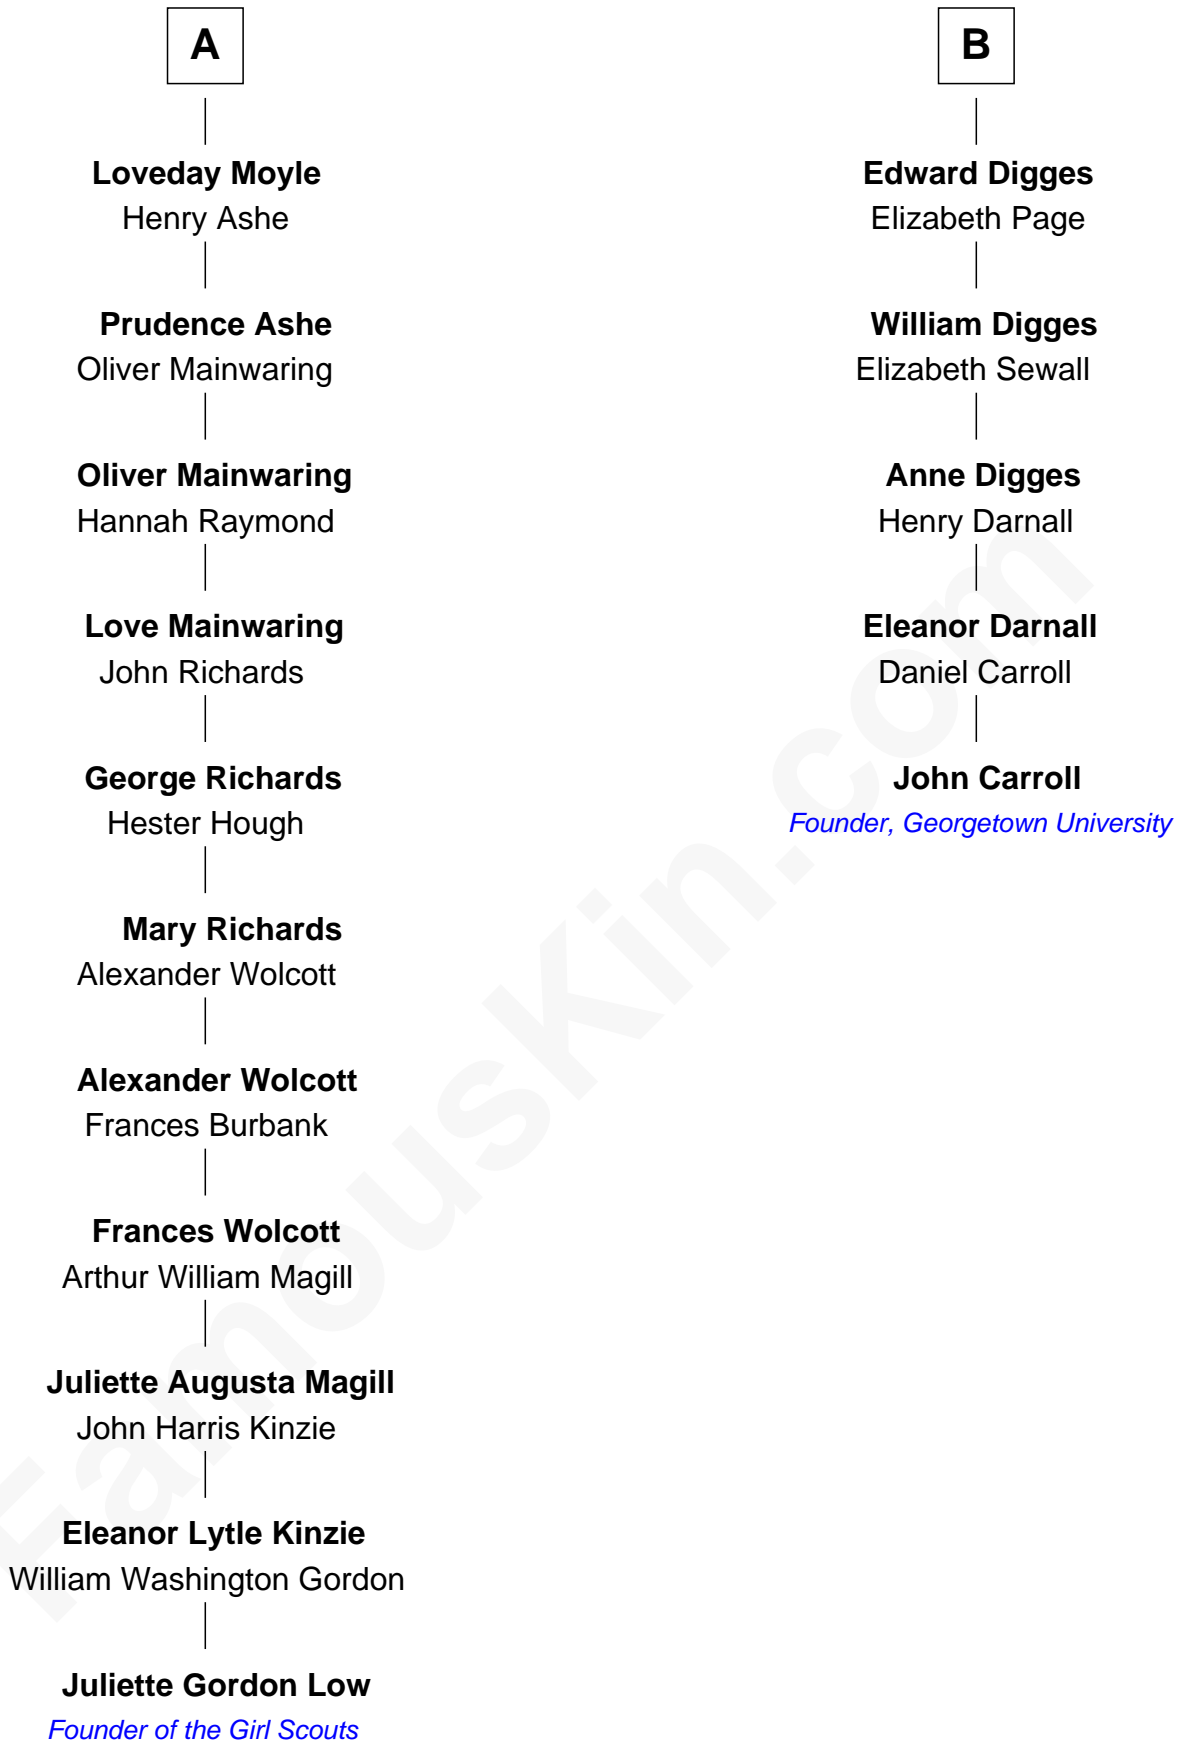 A
Loveday Moyle
Henry Ashe
Prudence Ashe
Oliver Mainwaring
Oliver Mainwaring
Hannah Raymond
Love Mainwaring
John Richards
George Richards
Hester Hough
Mary Richards
Alexander Wolcott
Alexander Wolcott
Frances Burbank
Frances Wolcott
Arthur William Magill
Juliette Augusta Magill
John Harris Kinzie
Eleanor Lytle Kinzie
William Washington Gordon
Juliette Gordon Low
Founder of the Girl Scouts
B
Edward Digges
Elizabeth Page
William Digges
Elizabeth Sewall
Anne Digges
Henry Darnall
Eleanor Darnall
Daniel Carroll
John Carroll
Founder, Georgetown University
FamousKin.com